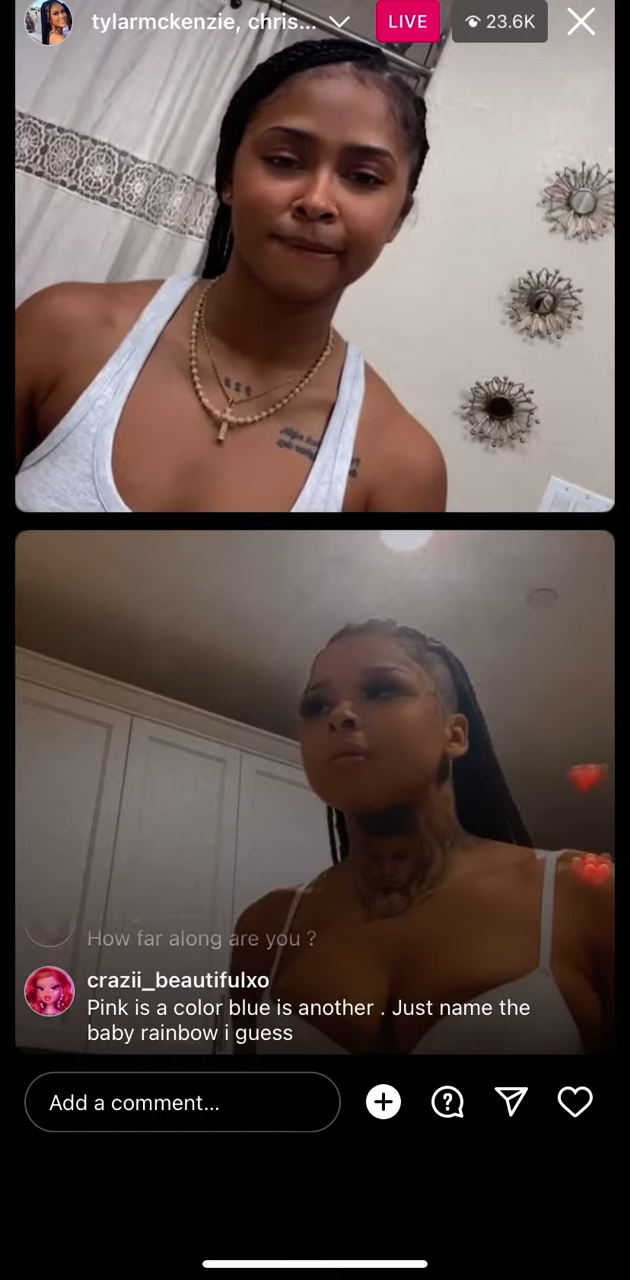 tylarmckenzie, chris...
LIVE
23.6K
How far along are you ?
crazii_beautifulxo
Pink is a color blue is another . Just name the
baby rainbow i guess
Add a comment...